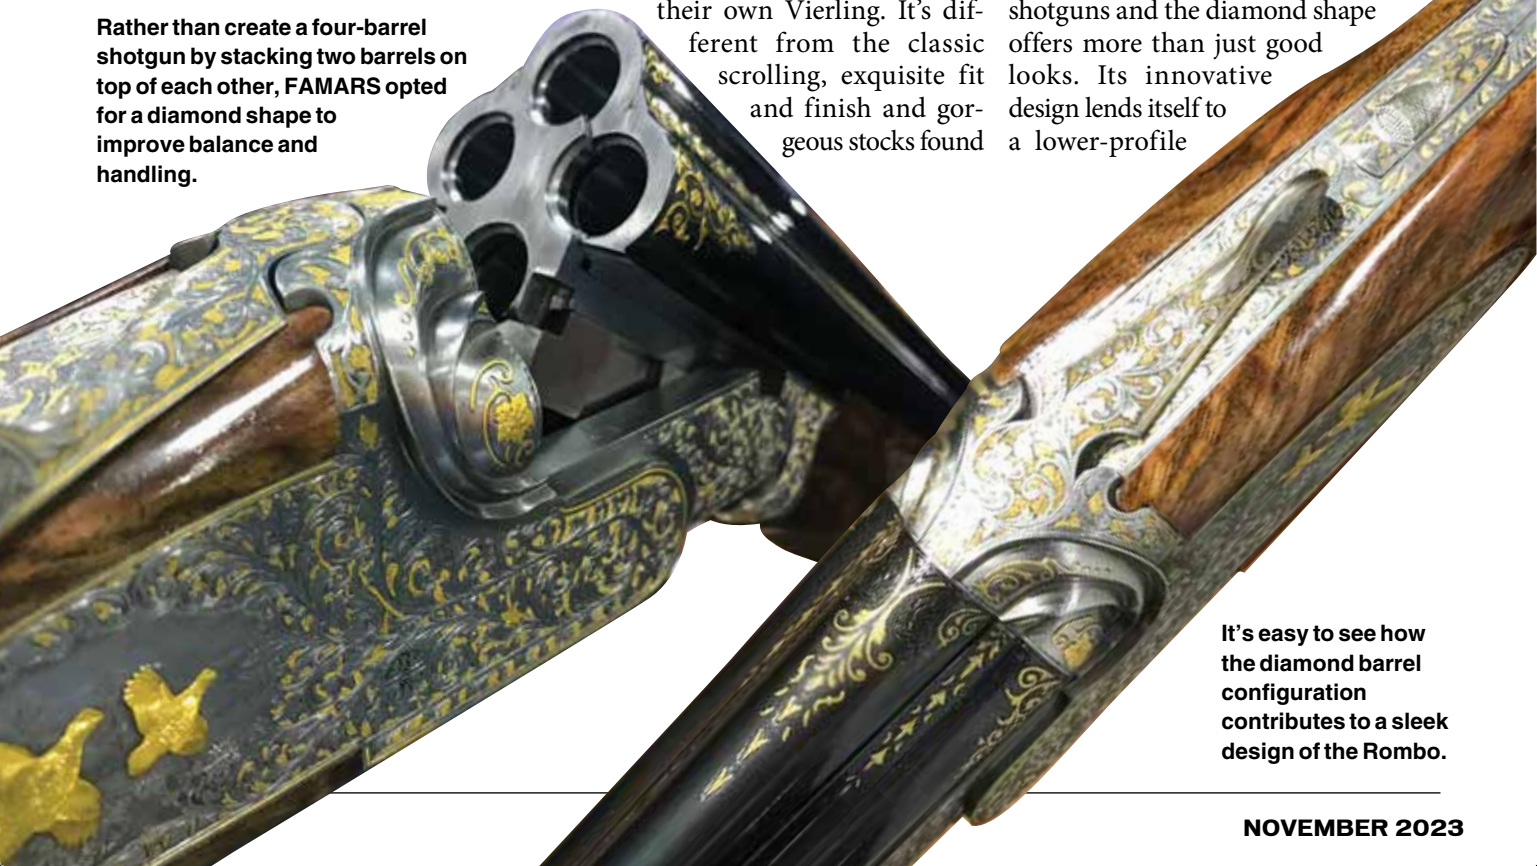 Rather than create a four-barrel
shotgun by stacking two barrels on
top of each other, FAMARS opted
for a diamond shape to
improve balance and
handling.
their own Vierling. It’s dif-
ferent from the classic
scrolling, exquisite fit
and finish and gor-
geous stocks found
shotguns and the diamond shape
offers more than just good
looks. Its innovative
design lends itself to
a lower-profile
It’s easy to see how
the diamond barrel
configuration
contributes to a sleek
design of the Rombo.
NOVEMBER 2023